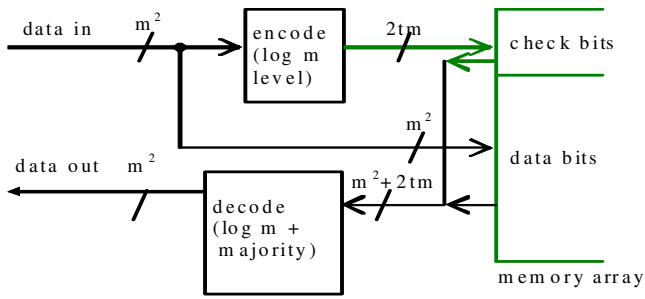 data in
m²
encode
(log m
level)
2tm
check bits
m²
data bits
data out
m²
decode
(log m +
majority)
m²+2tm
memory array